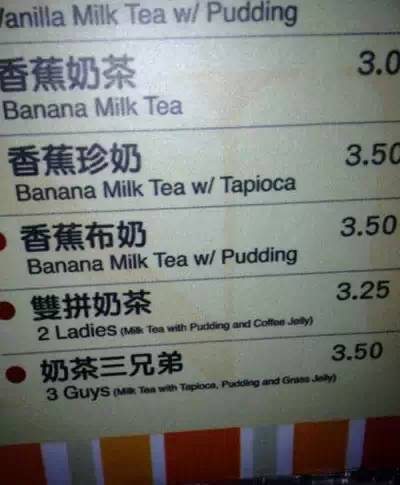 Vanilla Milk Tea w/ Pudding
香蕉奶茶 3.0
Banana Milk Tea
香蕉珍奶 3.50
Banana Milk Tea w/ Tapioca
香蕉布奶 3.50
Banana Milk Tea w/ Pudding
雙拼奶茶 3.25
2 Ladies (Milk Tea with Pudding and Coffee Jelly)
奶茶三兄弟 3.50
3 Guys (Milk Tea with Tapioca, Pudding and Grass Jelly)